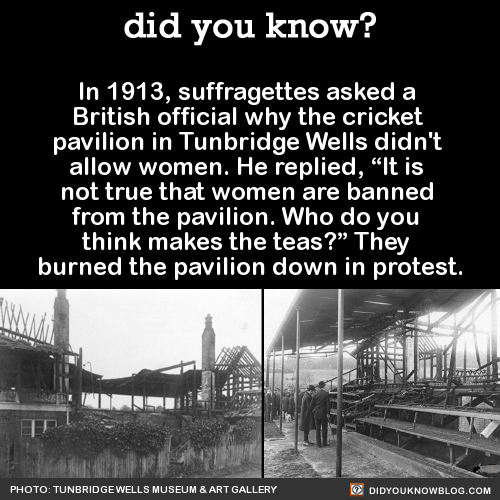 did you know?
In 1913, suffragettes asked a
British official why the cricket
pavilion in Tunbridge Wells didn't
allow women. He replied, “It is
not true that women are banned
from the pavilion. Who do you
think makes the teas?” They
burned the pavilion down in protest.
PHOTO: TUNBRIDGE WELLS MUSEUM & ART GALLERY
DIDYOUKNOWBLOG.COM